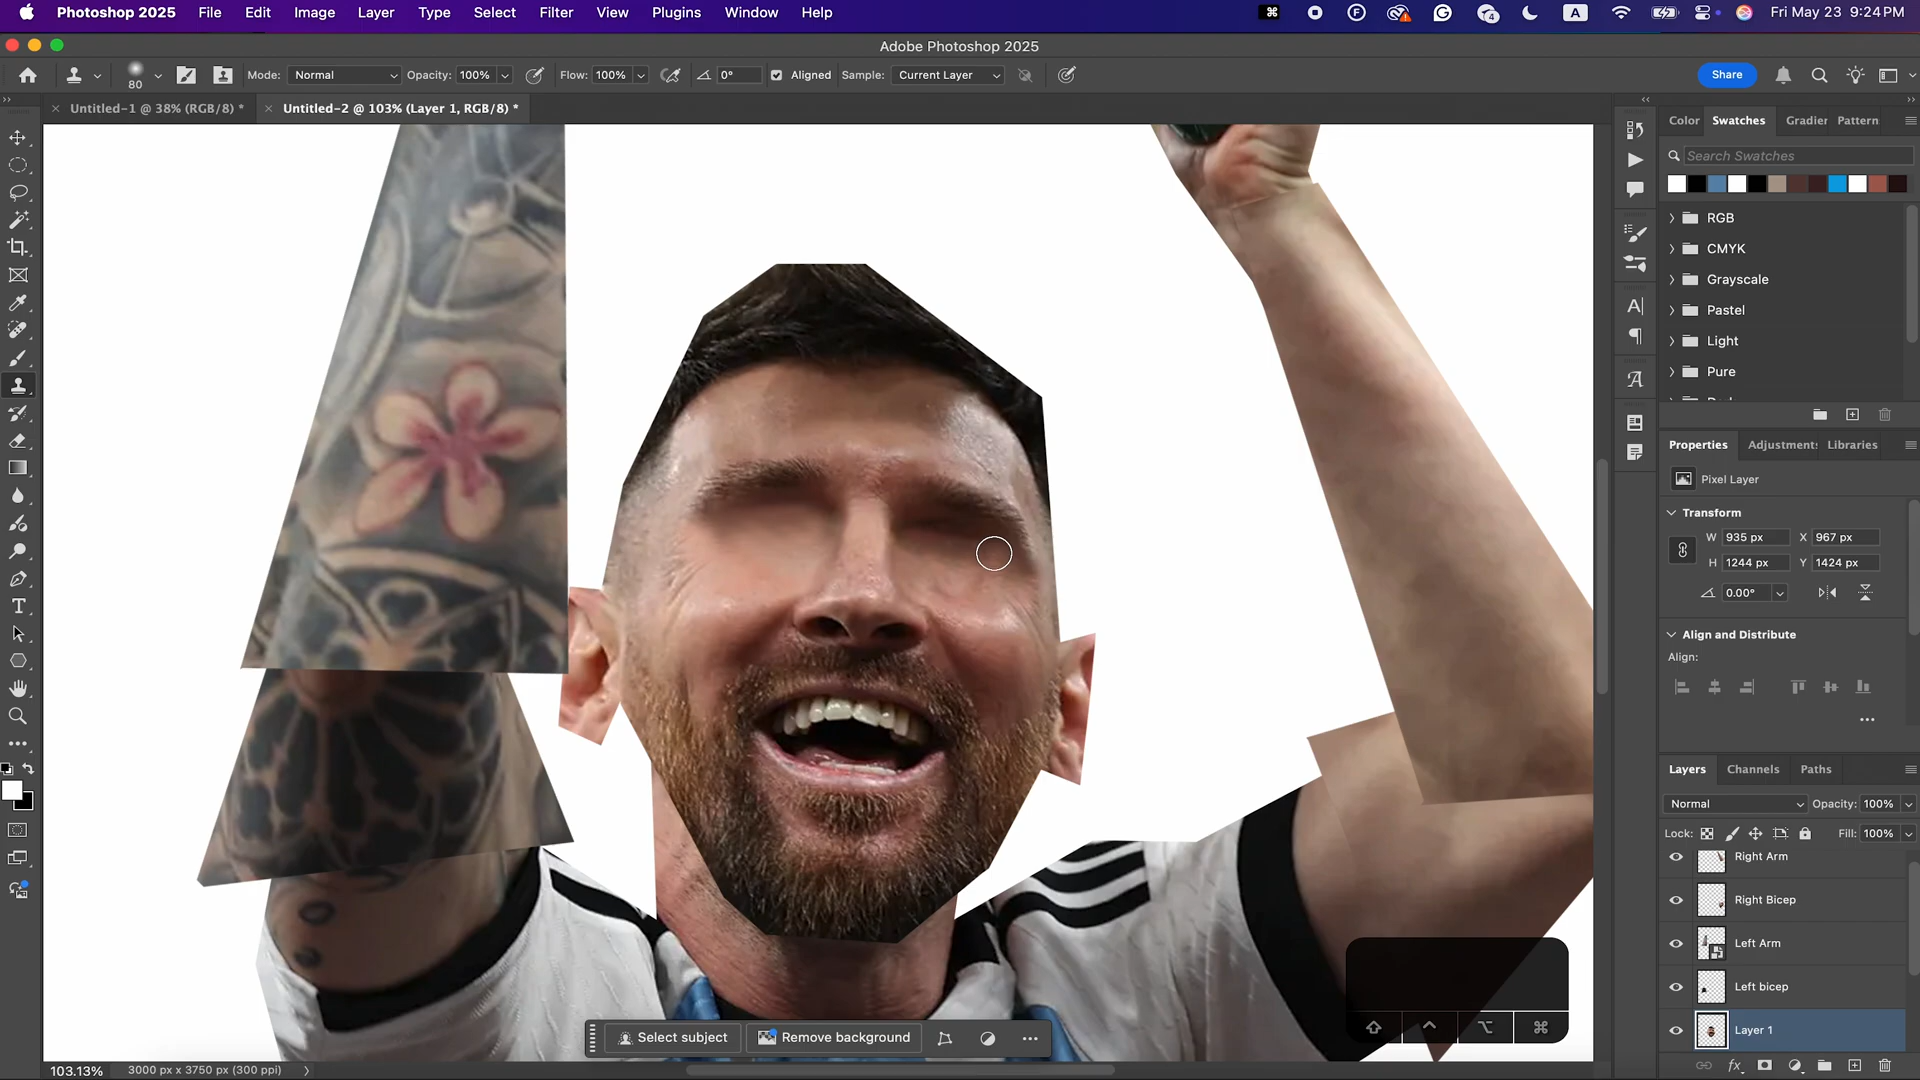 Photoshop 2025 File Edit Image Layer Type Select Filter View Plugins Window Help
4 A Fri May 23 9:24 PM
Adobe Photoshop 2025
80 Mode: Normal Opacity: 100% Flow: 100% 0° Aligned Sample: Current Layer Share
Untitled-1 @ 38% (RGB/8) * Untitled-2 @ 103% (Layer 1, RGB/8) *
Color Swatches Gradier Pattern
Search Swatches
RGB
CMYK
Grayscale
Pastel
Light
Pure
Properties Adjustment: Libraries
Pixel Layer
Transform
W 935 px X 967 px
H 1244 px Y 1424 px
0.00°
Align and Distribute
Align:
Layers Channels Paths
Normal Opacity: 100%
Lock: Fill: 100%
Right Arm
Right Bicep
Left Arm
Left bicep
Layer 1
Select subject Remove background
103.13% 3000 px x 3750 px (300 ppi)